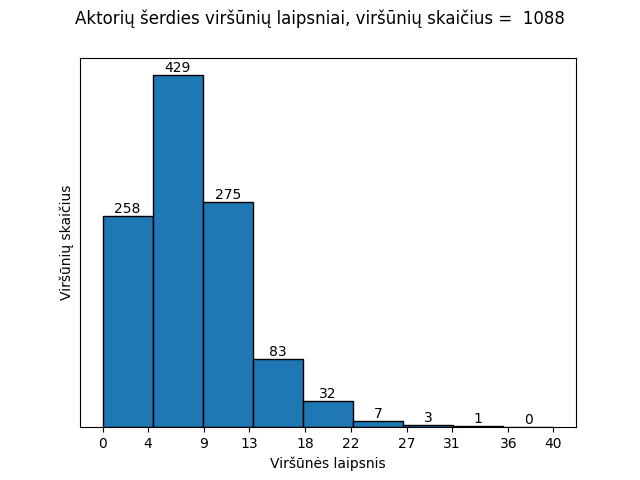 Aktorių šerdies viršūnių laipsniai, viršūnių skaičius =  1088
429
275
258
83
32
7
3
1
0
Viršūnių skaičius
0 4 9 13 18 22 27 31 36 40
Viršūnės laipsnis